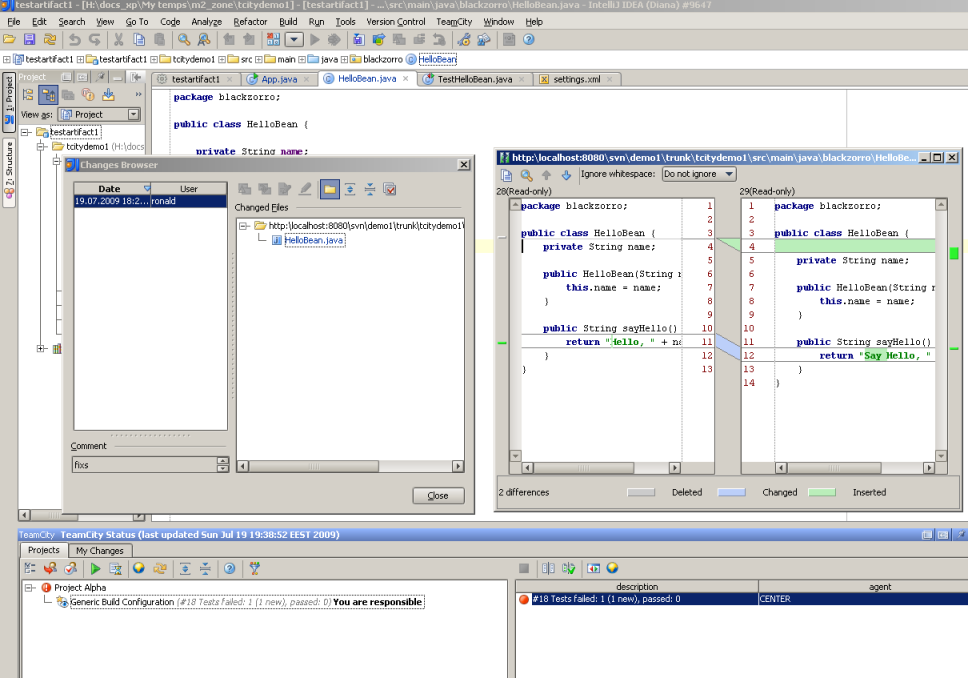 testartifact1 - [H:\docs_xp\My temps\m2_zone\tcitydemo1] - [testartifact1] - ...\src\main\java\blackzorro\HelloBean.java - IntelliJ IDEA (Diana) #9647
File Edit Search View Go To Code Analyze Refactor Build Run Tools Version Control TeamCity Window Help
testartifact1 testartifact1 tcitydemo1 src main java blackzorro HelloBean
Project
testartifact1 App.java HelloBean.java TestHelloBean.java settings.xml
1: Project
2: Structure
View as: Project
testartifact1
tcitydemo1 (H:\docs
package blackzorro;
public class HelloBean {
private String name;
Changes Browser
Date User
19.07.2009 18:2... ronald
Changed Files
http:\localhost:8080\svn\demo1\trunk\tcitydemo1\
HelloBean.java
Comment
fixs
Close
http:\localhost:8080\svn\demo1\trunk\tcitydemo1\src\main\java\blackzorro\HelloBe...
Ignore whitespace: Do not ignore
28(Read-only)
package blackzorro; 1
2
public class HelloBean { 3
private String name; 4
5
public HelloBean(String n 6
this.name = name; 7
} 8
9
public String sayHello() 10
return "Hello, " + na 11
} 12
} 13
29(Read-only)
1 package blackzorro;
2
3 public class HelloBean {
4
5 private String name;
6
7 public HelloBean(String n
8 this.name = name;
9 }
10
11 public String sayHello()
12 return "Say Hello, "
13 }
14 }
2 differences Deleted Changed Inserted
TeamCity TeamCity Status (last updated Sun Jul 19 19:38:52 EEST 2009)
Projects My Changes
Project Alpha
Generic Build Configuration (#18 Tests failed: 1 (1 new), passed: 0) You are responsible
description agent
#18 Tests failed: 1 (1 new), passed: 0 CENTER